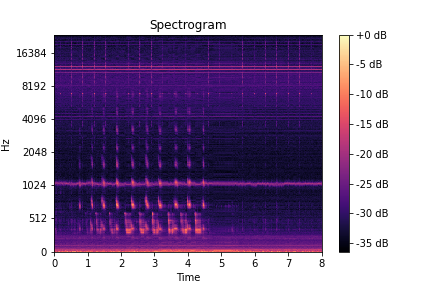 Spectrogram
+0 dB
16384
-5 dB
8192
-10 dB
4096
-15 dB
Hz
2048
-20 dB
1024
-25 dB
512
-30 dB
0
-35 dB
0 1 2 3 4 5 6 7 8
Time